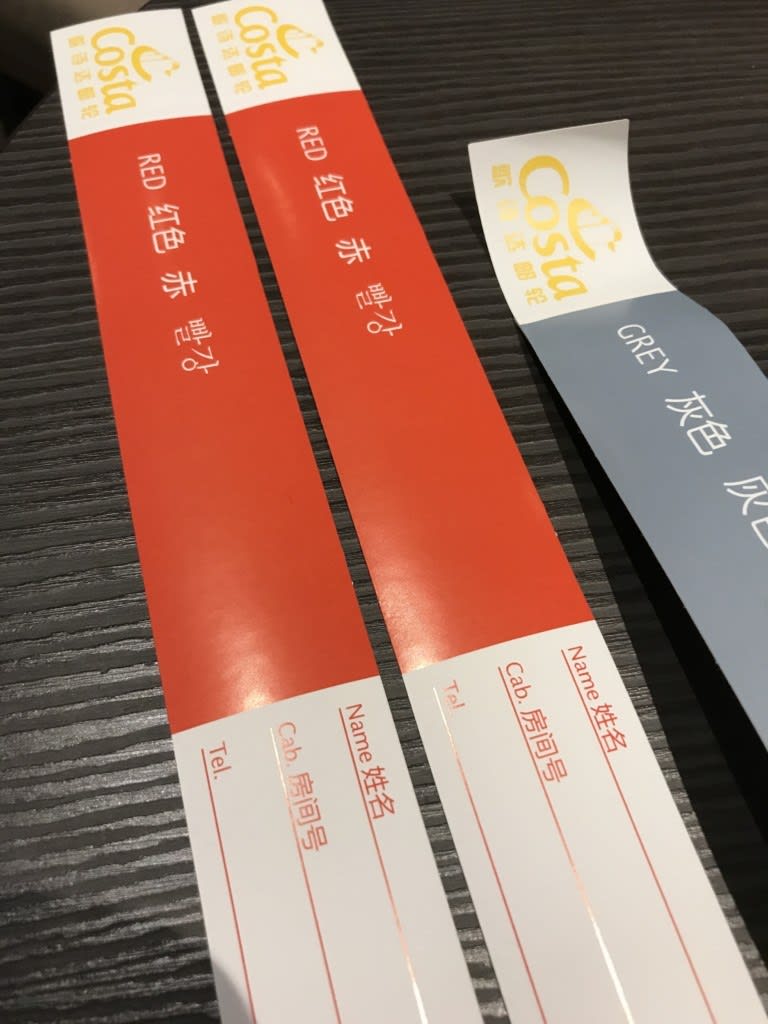 Costa
歌诗达邮轮
RED 红色 赤 빨강
Name 姓名
Cab. 房间号
Tel.
Costa
歌诗达邮轮
RED 红色 赤 빨강
Name 姓名
Cab. 房间号
Tel.
Costa
歌诗达邮轮
GREY 灰色 灰色